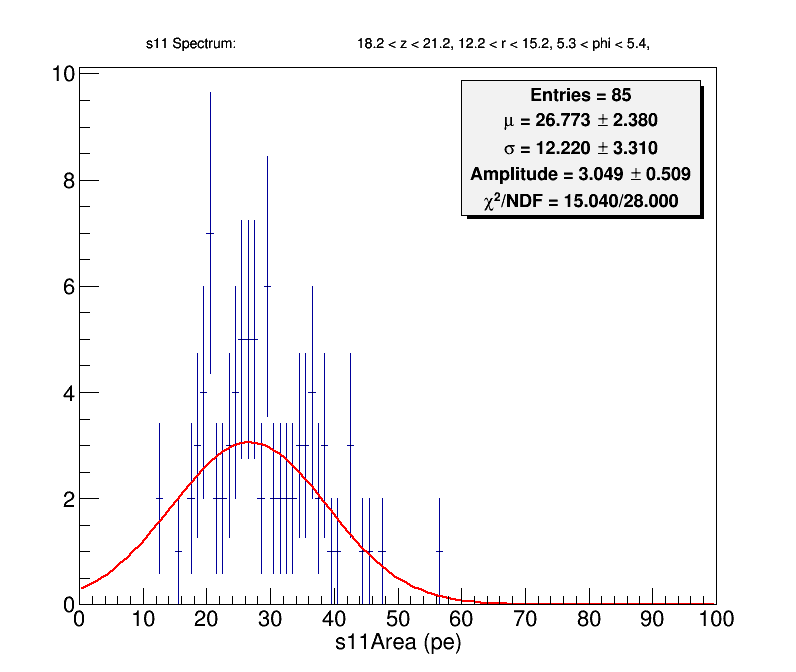 s11 Spectrum: 18.2 < z < 21.2, 12.2 < r < 15.2, 5.3 < phi < 5.4,
Entries = 85
μ = 26.773 ± 2.380
σ = 12.220 ± 3.310
Amplitude = 3.049 ± 0.509
χ²/NDF = 15.040/28.000
10
8
6
4
2
0
0 10 20 30 40 50 60 70 80 90 100
s11Area (pe)